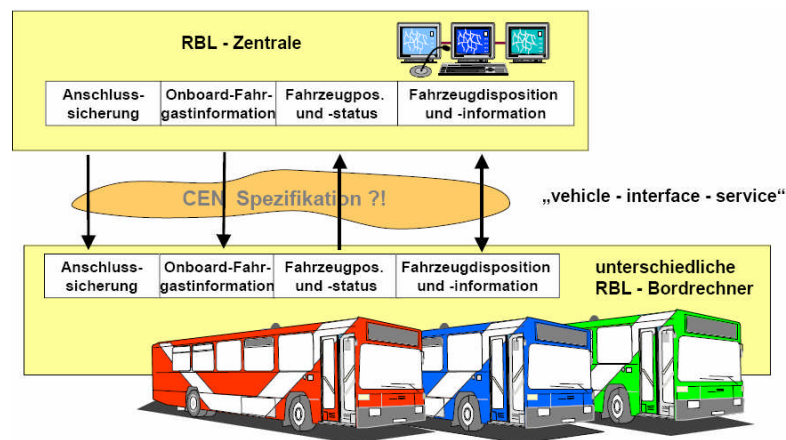 RBL - Zentrale
Anschluss-
sicherung
Onboard-Fahr-
gastinformation
Fahrzeugpos.
und -status
Fahrzeugdisposition
und -information
CEN Spezifikation ?!
„vehicle - interface - service“
Anschluss-
sicherung
Onboard-Fahr-
gastinformation
Fahrzeugpos.
und -status
Fahrzeugdisposition
und -information
unterschiedliche
RBL - Bordrechner